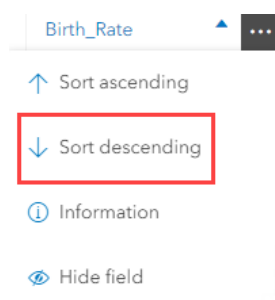 Birth_Rate
Sort ascending
Sort descending
Information
Hide field